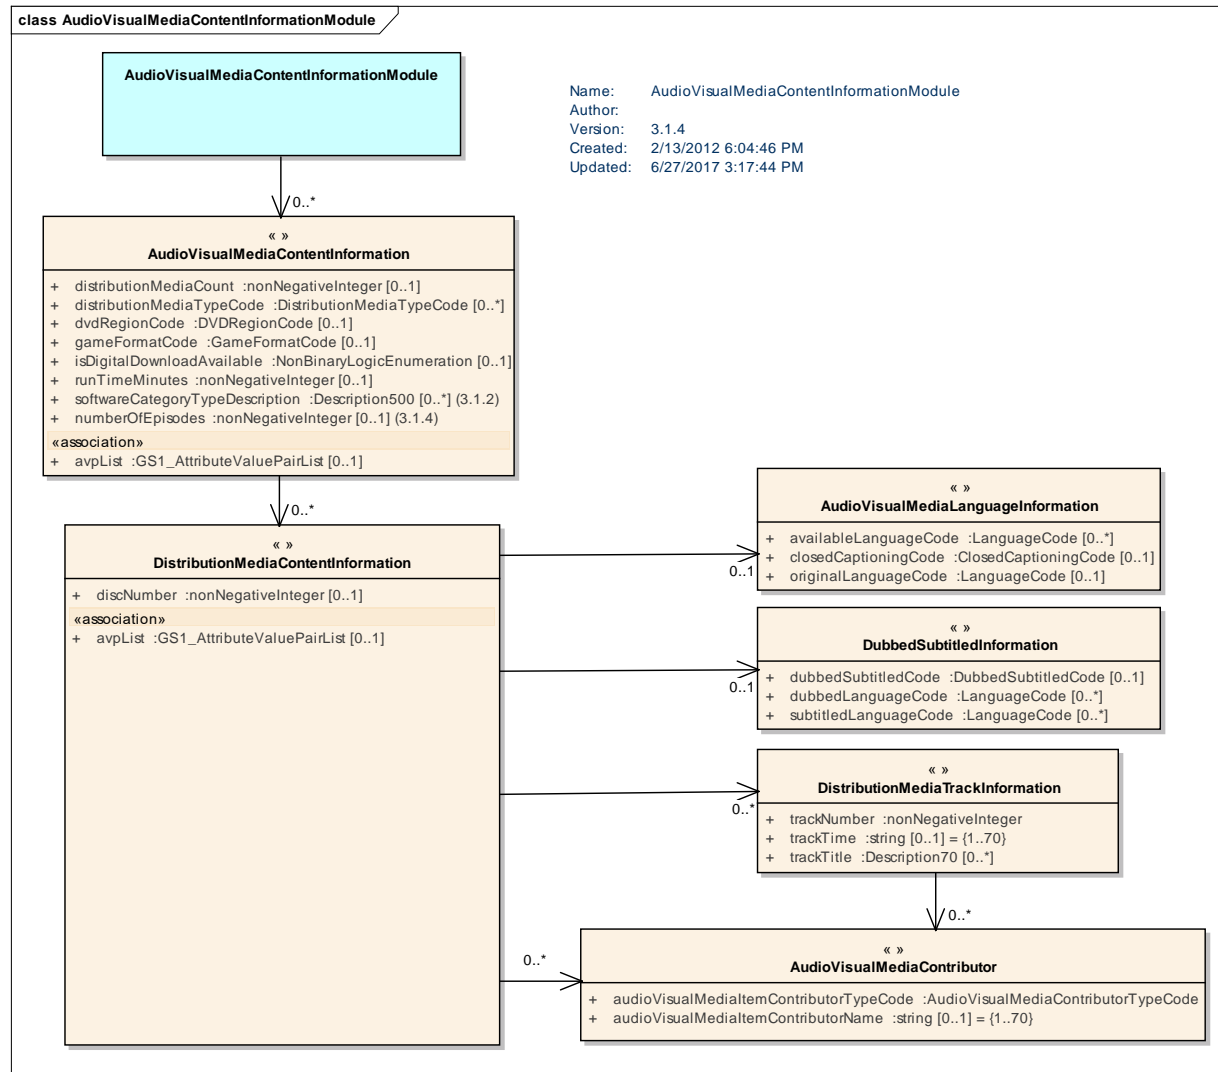 class AudioVisualMediaContentInformationModule
AudioVisualMediaContentInformationModule
Name: AudioVisualMediaContentInformationModule
Author:
Version: 3.1.4
Created: 2/13/2012 6:04:46 PM
Updated: 6/27/2017 3:17:44 PM
0..*
« »
AudioVisualMediaContentInformation
+ distributionMediaCount :nonNegativeInteger [0..1]
+ distributionMediaTypeCode :DistributionMediaTypeCode [0..*]
+ dvdRegionCode :DVDRegionCode [0..1]
+ gameFormatCode :GameFormatCode [0..1]
+ isDigitalDownloadAvailable :NonBinaryLogicEnumeration [0..1]
+ runTimeMinutes :nonNegativeInteger [0..1]
+ softwareCategoryTypeDescription :Description500 [0..*] (3.1.2)
+ numberOfEpisodes :nonNegativeInteger [0..1] (3.1.4)
«association»
+ avpList :GS1_AttributeValuePairList [0..1]
0..*
« »
DistributionMediaContentInformation
+ discNumber :nonNegativeInteger [0..1]
«association»
+ avpList :GS1_AttributeValuePairList [0..1]
0..1
« »
AudioVisualMediaLanguageInformation
+ availableLanguageCode :LanguageCode [0..*]
+ closedCaptioningCode :ClosedCaptioningCode [0..1]
+ originalLanguageCode :LanguageCode [0..1]
0..1
« »
DubbedSubtitledInformation
+ dubbedSubtitledCode :DubbedSubtitledCode [0..1]
+ dubbedLanguageCode :LanguageCode [0..*]
+ subtitledLanguageCode :LanguageCode [0..*]
0..*
« »
DistributionMediaTrackInformation
+ trackNumber :nonNegativeInteger
+ trackTime :string [0..1] = {1..70}
+ trackTitle :Description70 [0..*]
0..*
0..*
« »
AudioVisualMediaContributor
+ audioVisualMediaItemContributorTypeCode :AudioVisualMediaContributorTypeCode
+ audioVisualMediaItemContributorName :string [0..1] = {1..70}